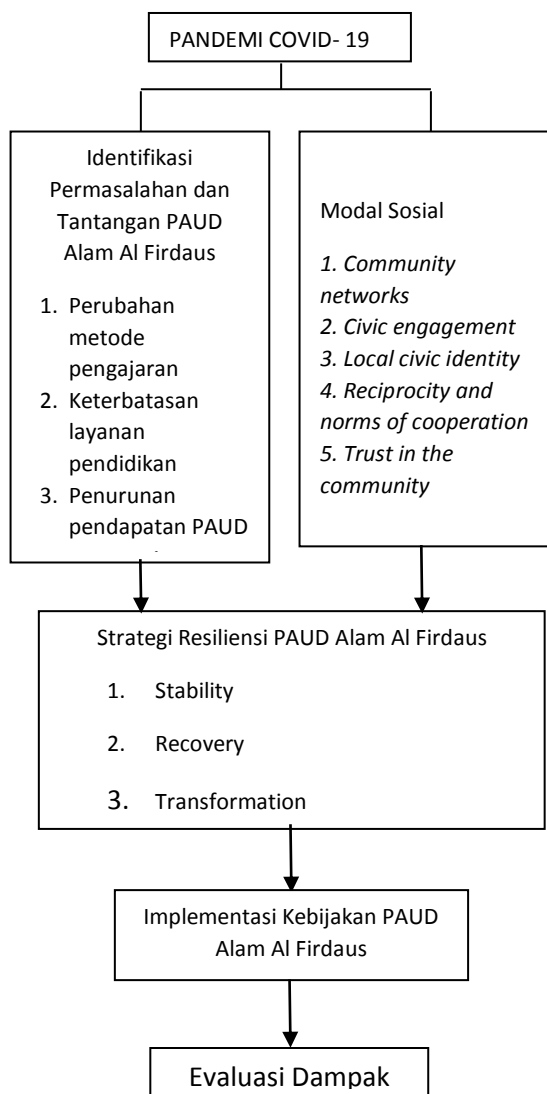 PANDEMI COVID- 19
Identifikasi
Permasalahan dan
Tantangan PAUD
Alam Al Firdaus
1. Perubahan
metode
pengajaran
2. Keterbatasan
layanan
pendidikan
3. Penurunan
pendapatan PAUD
Modal Sosial
1. Community
networks
2. Civic engagement
3. Local civic identity
4. Reciprocity and
norms of cooperation
5. Trust in the
community
Strategi Resiliensi PAUD Alam Al Firdaus
1. Stability
2. Recovery
3. Transformation
Implementasi Kebijakan PAUD
Alam Al Firdaus
Evaluasi Dampak